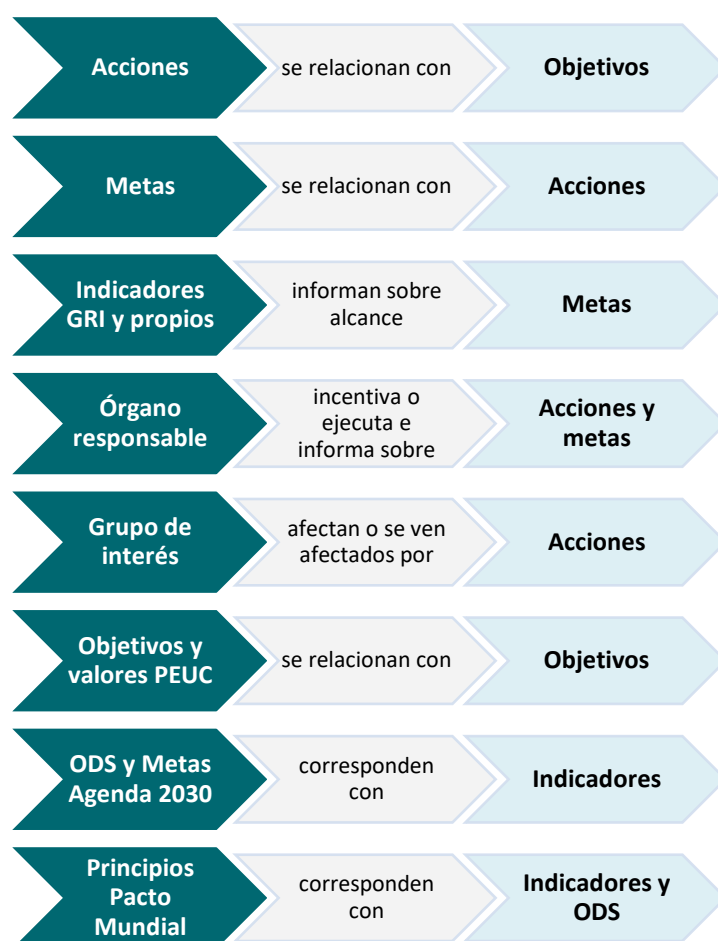 Acciones
se relacionan con
Objetivos
Metas
se relacionan con
Acciones
Indicadores
GRI y propios
informan sobre
alcance
Metas
Órgano
responsable
incentiva o
ejecuta e
informa sobre
Acciones y
metas
Grupo de
interés
afectan o se ven
afectados por
Acciones
Objetivos y
valores PEUC
se relacionan con
Objetivos
ODS y Metas
Agenda 2030
corresponden
con
Indicadores
Principios
Pacto
Mundial
corresponden
con
Indicadores y
ODS